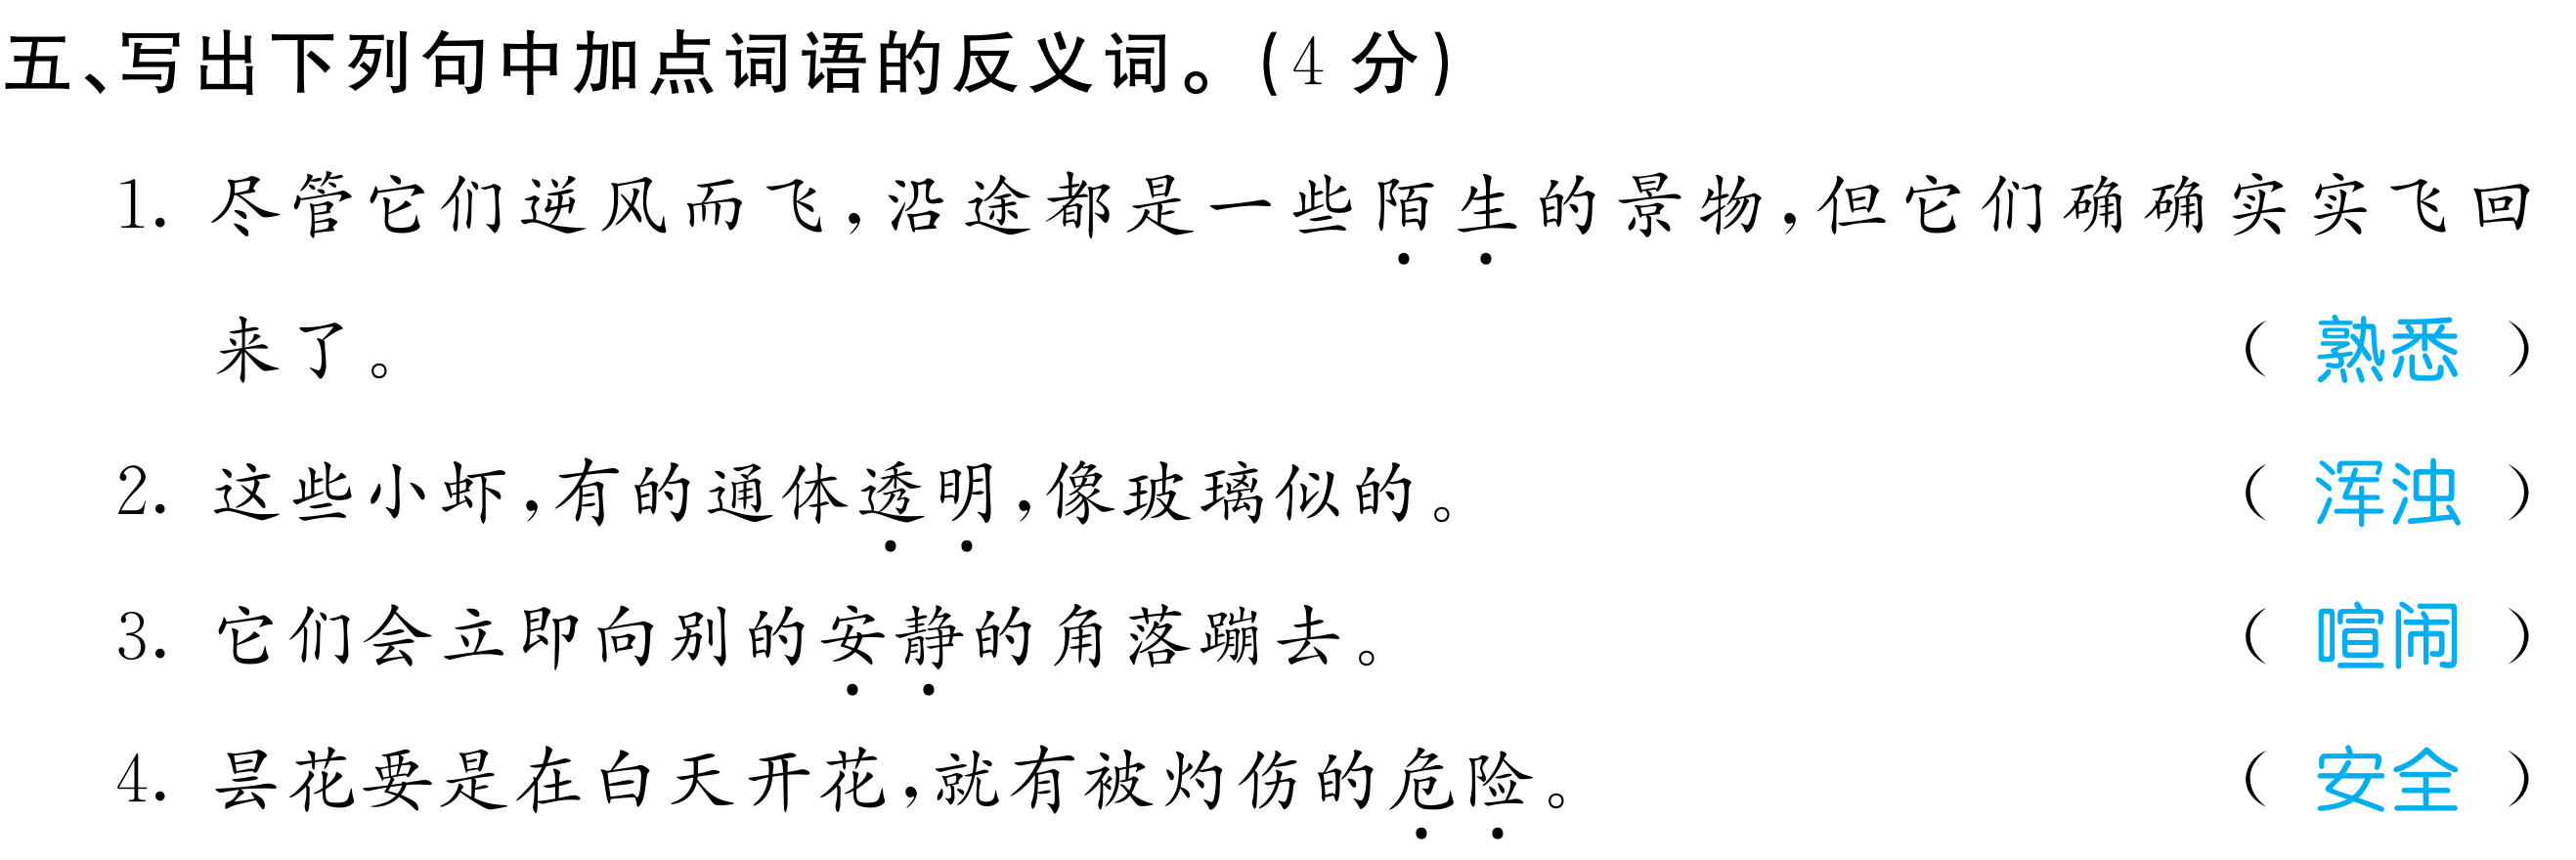 五、写出下列句中加点词语的反义词。(4 分)
1. 尽管它们逆风而飞,沿途都是一些陌生的景物,但它们确确实实飞回
来了。 ( 熟悉 )
2. 这些小虾,有的通体透明,像玻璃似的。 ( 浑浊 )
3. 它们会立即向别的安静的角落蹦去。 ( 喧闹 )
4. 昙花要是在白天开花,就有被灼伤的危险。 ( 安全 )